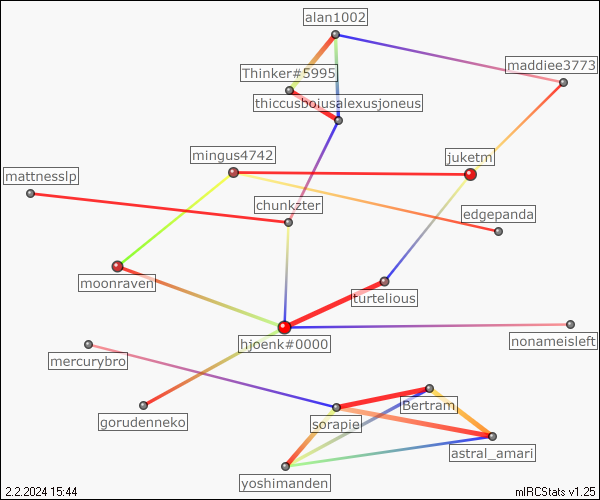 alan1002
maddiee3773
Thinker#5995
thiccusboiusalexusjoneus
mingus4742
juketm
mattnesslp
chunkzter
edgepanda
moonraven
turtelious
hjoenk#0000
nonameisleft
mercurybro
Bertram
gorudenneko
sorapie
astral_amari
yoshimanden
2.2.2024 15:44
mIRCStats v1.25